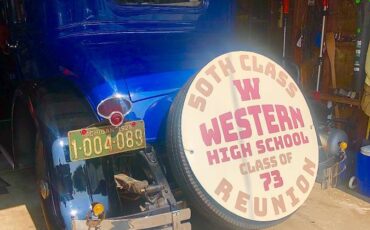 50TH CLASS
W
WESTERN
HIGH SCHOOL
CLASS OF
73
REUNION
1·004·089